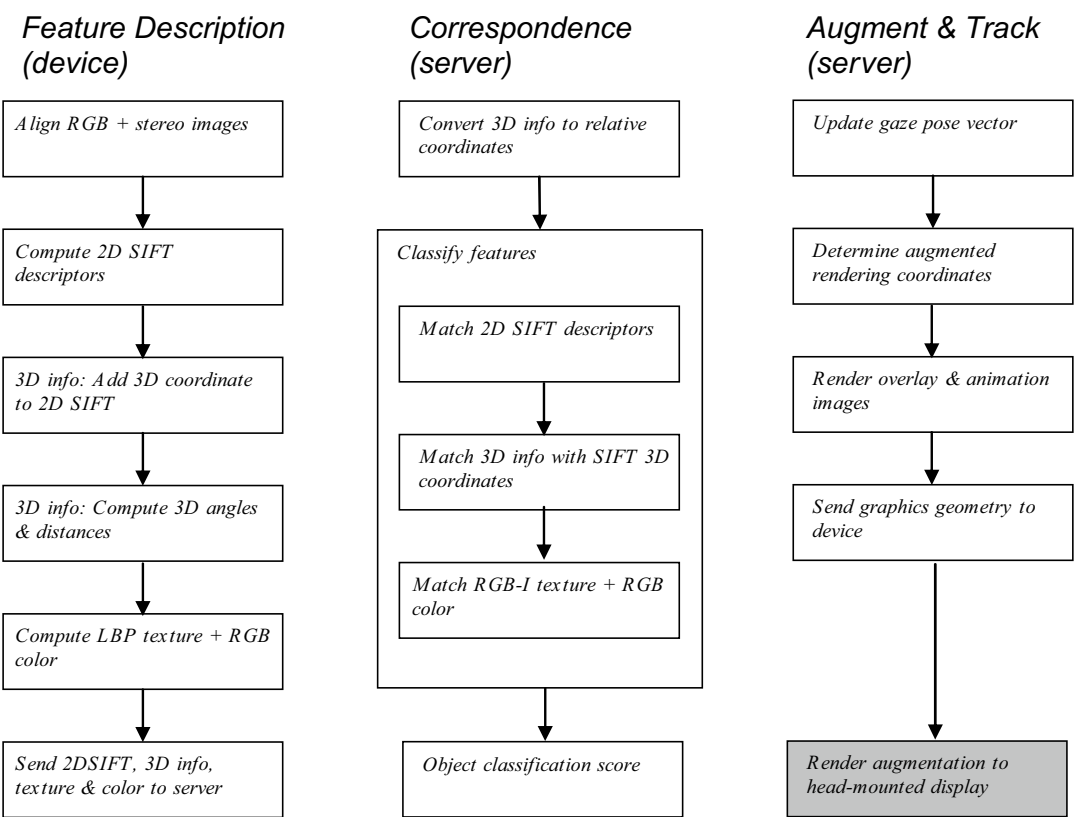 Feature Description
(device)
Align RGB + stereo images
Compute 2D SIFT
descriptors
3D info: Add 3D coordinate
to 2D SIFT
3D info: Compute 3D angles
& distances
Compute LBP texture + RGB
color
Send 2DSIFT, 3D info,
texture & color to server
Correspondence
(server)
Convert 3D info to relative
coordinates
Classify features
Match 2D SIFT descriptors
Match 3D info with SIFT 3D
coordinates
Match RGB-I texture + RGB
color
Object classification score
Augment & Track
(server)
Update gaze pose vector
Determine augmented
rendering coordinates
Render overlay & animation
images
Send graphics geometry to
device
Render augmentation to
head-mounted display